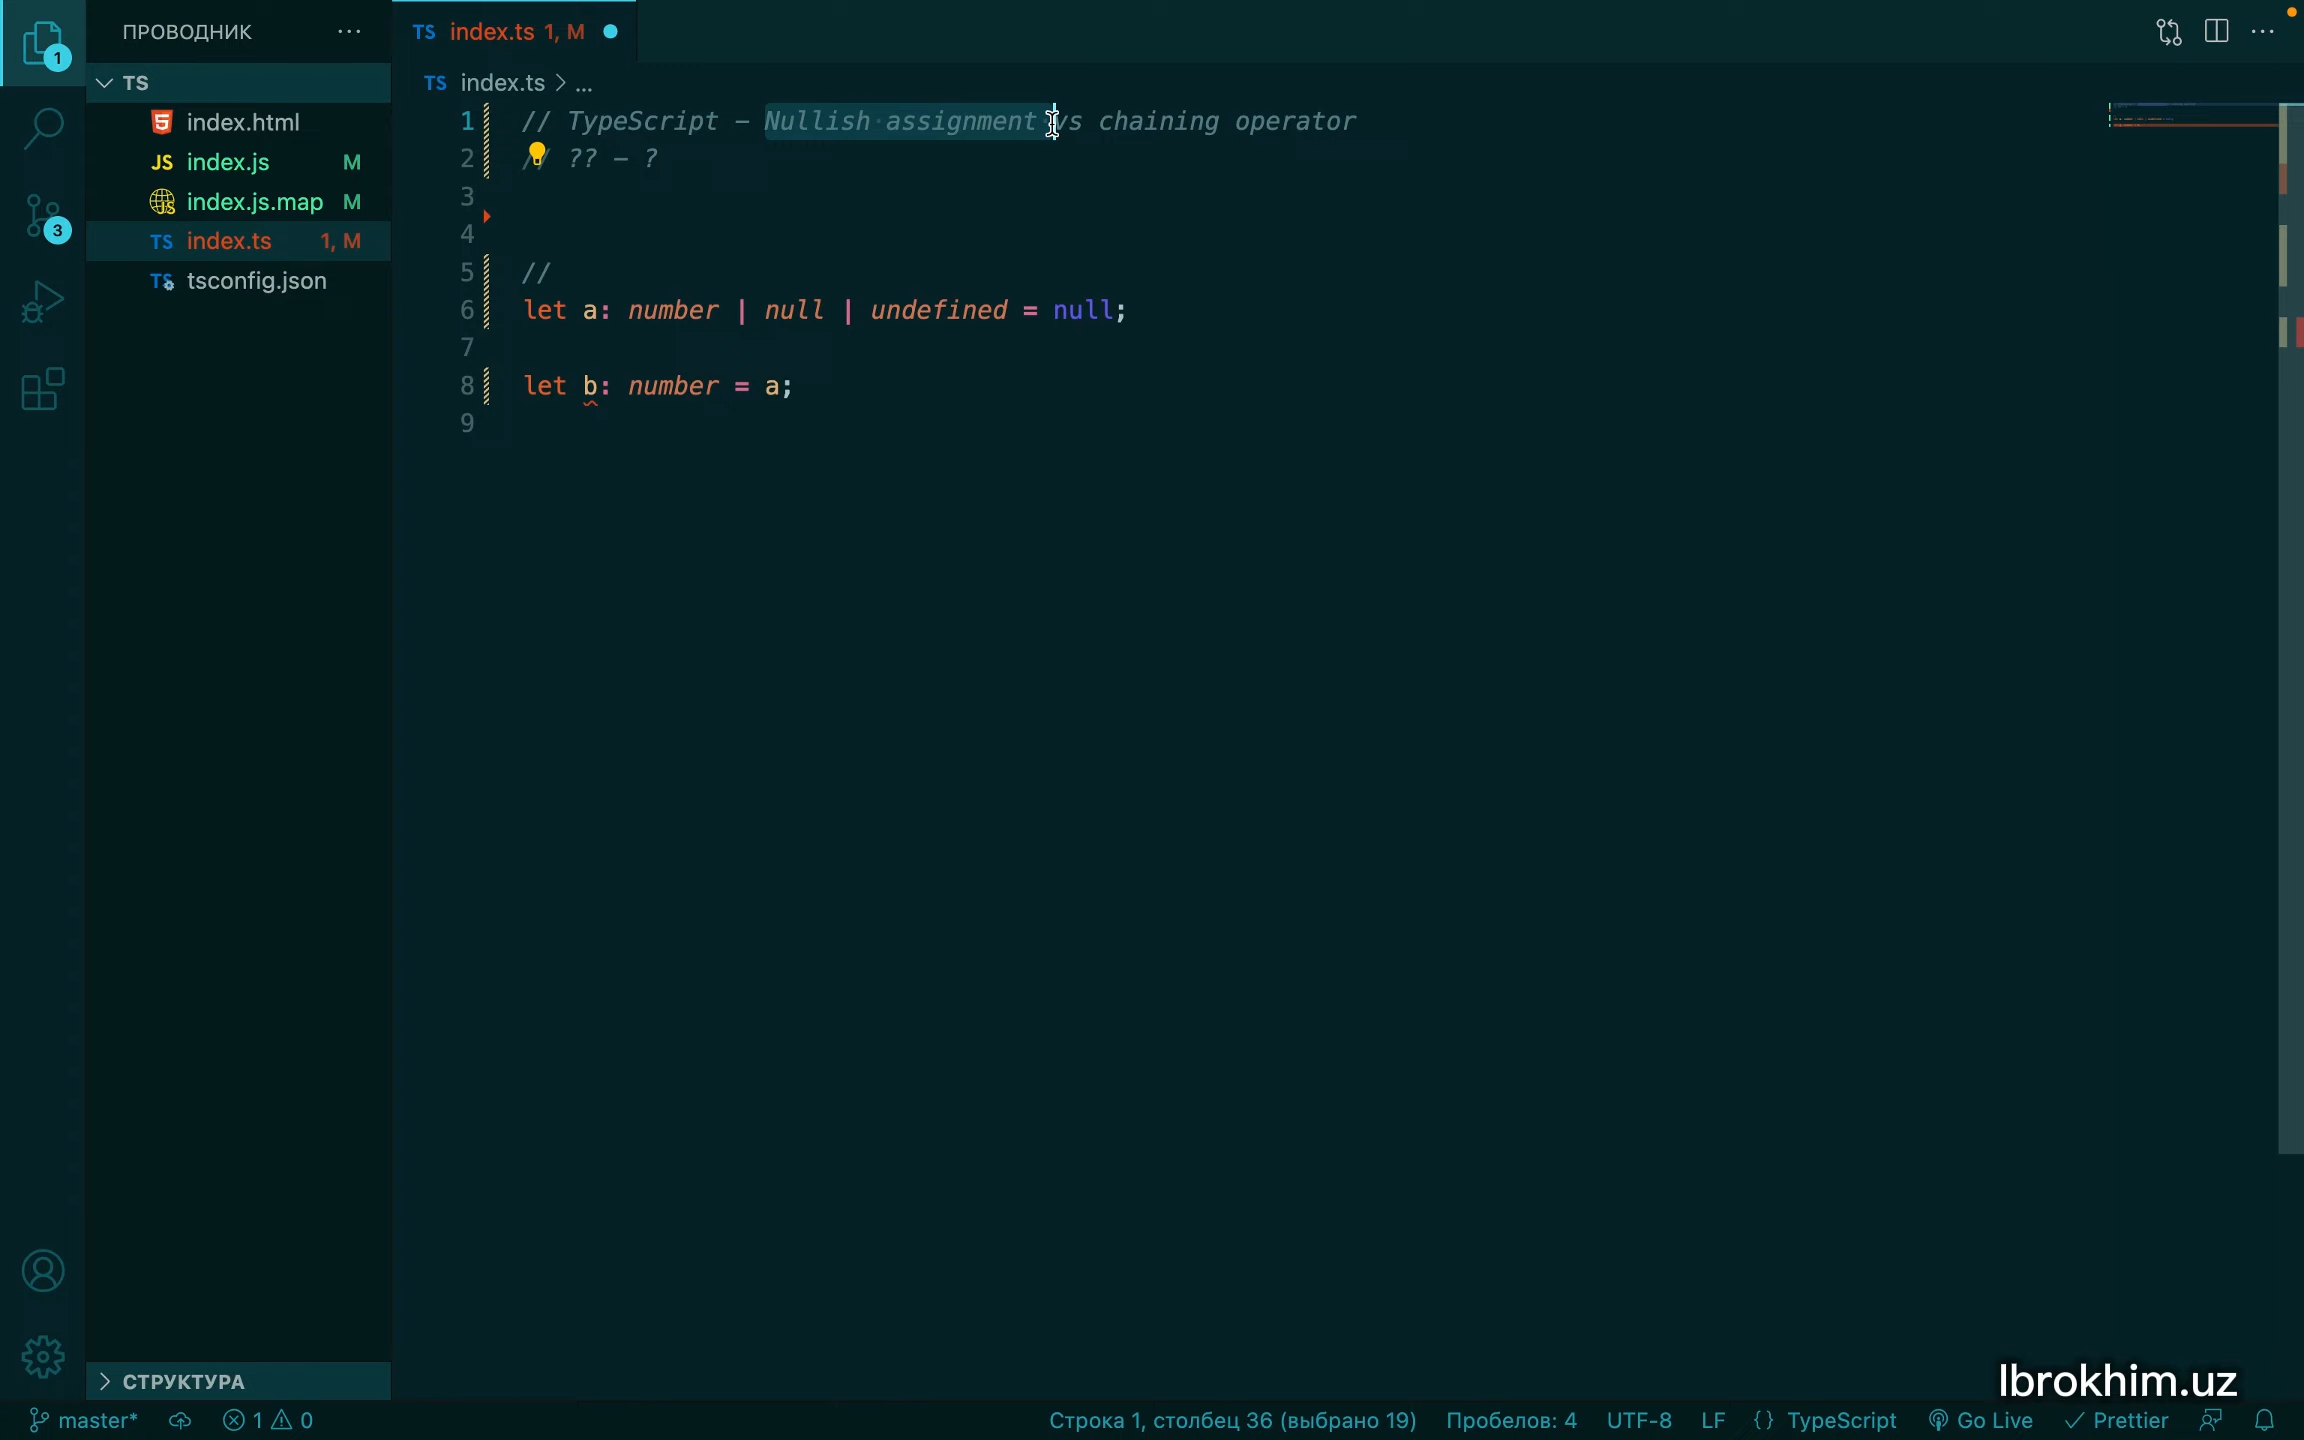 1
ПРОВОДНИК
TS index.ts 1, M
TS
TS index.ts > ...
index.html
JS index.js M
index.js.map M
3
TS index.ts 1, M
TS tsconfig.json
1 // TypeScript – Nullish assignment vs chaining operator
2 // ?? – ?
3
4
5 //
6 let a: number | null | undefined = null;
7
8 let b: number = a;
9
СТРУКТУРА
Ibrokhim.uz
master* 1 0 Строка 1, столбец 36 (выбрано 19) Пробелов: 4 UTF-8 LF {} TypeScript Go Live Prettier